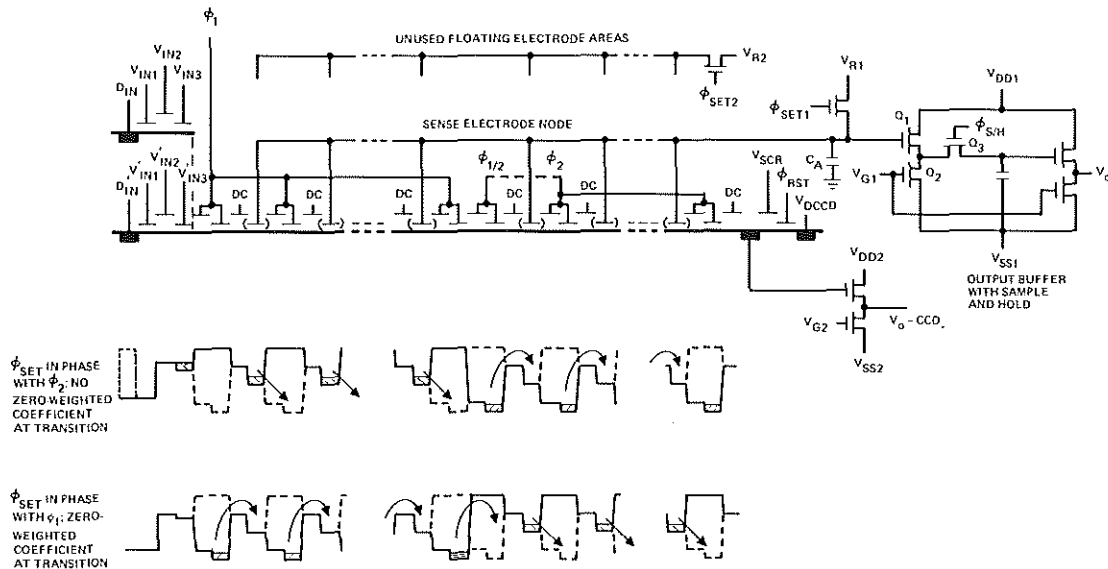 ϕ1
UNUSED FLOATING ELECTRODE AREAS
VIN2
VIN1
VIN3
DIN
VR2
ϕSET2
VR1
VDD1
ϕSET1
SENSE ELECTRODE NODE
Q1
ϕS/H
Q3
V'IN2
V'IN1
V'IN3
DIN
DC
DC
DC
ϕ1/2
ϕ2
DC
DC
DC
VSCR
ϕRST
VDCCD
CA
VG1
Q2
Vo
VSS1
OUTPUT BUFFER
WITH SAMPLE
AND HOLD
VDD2
VG2
Vo - CCD.
VSS2
ϕSET IN PHASE
WITH ϕ2; NO
ZERO-WEIGHTED
COEFFICIENT
AT TRANSITION
ϕSET IN PHASE
WITH ϕ1; ZERO-
WEIGHTED
COEFFICIENT
AT TRANSITION